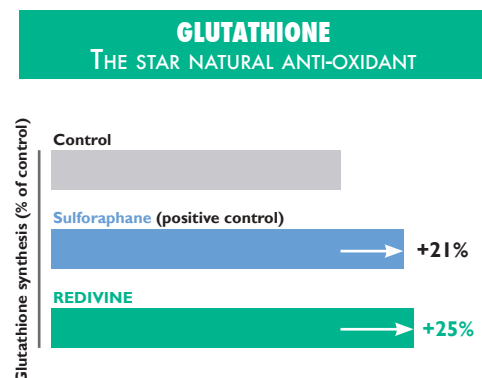 GLUTATHIONE
THE STAR NATURAL ANTI-OXIDANT
Glutathione synthesis (% of control)
Control
Sulforaphane (positive control)
+21%
REDIVINE
+25%